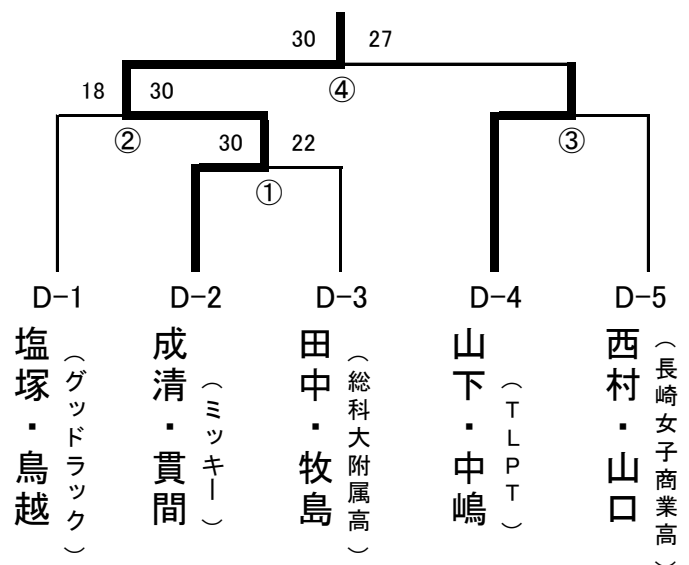 30 27
④
18 30
② ③
30 22
①
D-1 D-2 D-3 D-4 D-5
塩塚・鳥越
（グッドラック）
成清・貫間
（ミッキー）
田中・牧島
（総科大附属高）
山下・中嶋
（TLPT）
西村・山口
（長崎女子商業高）